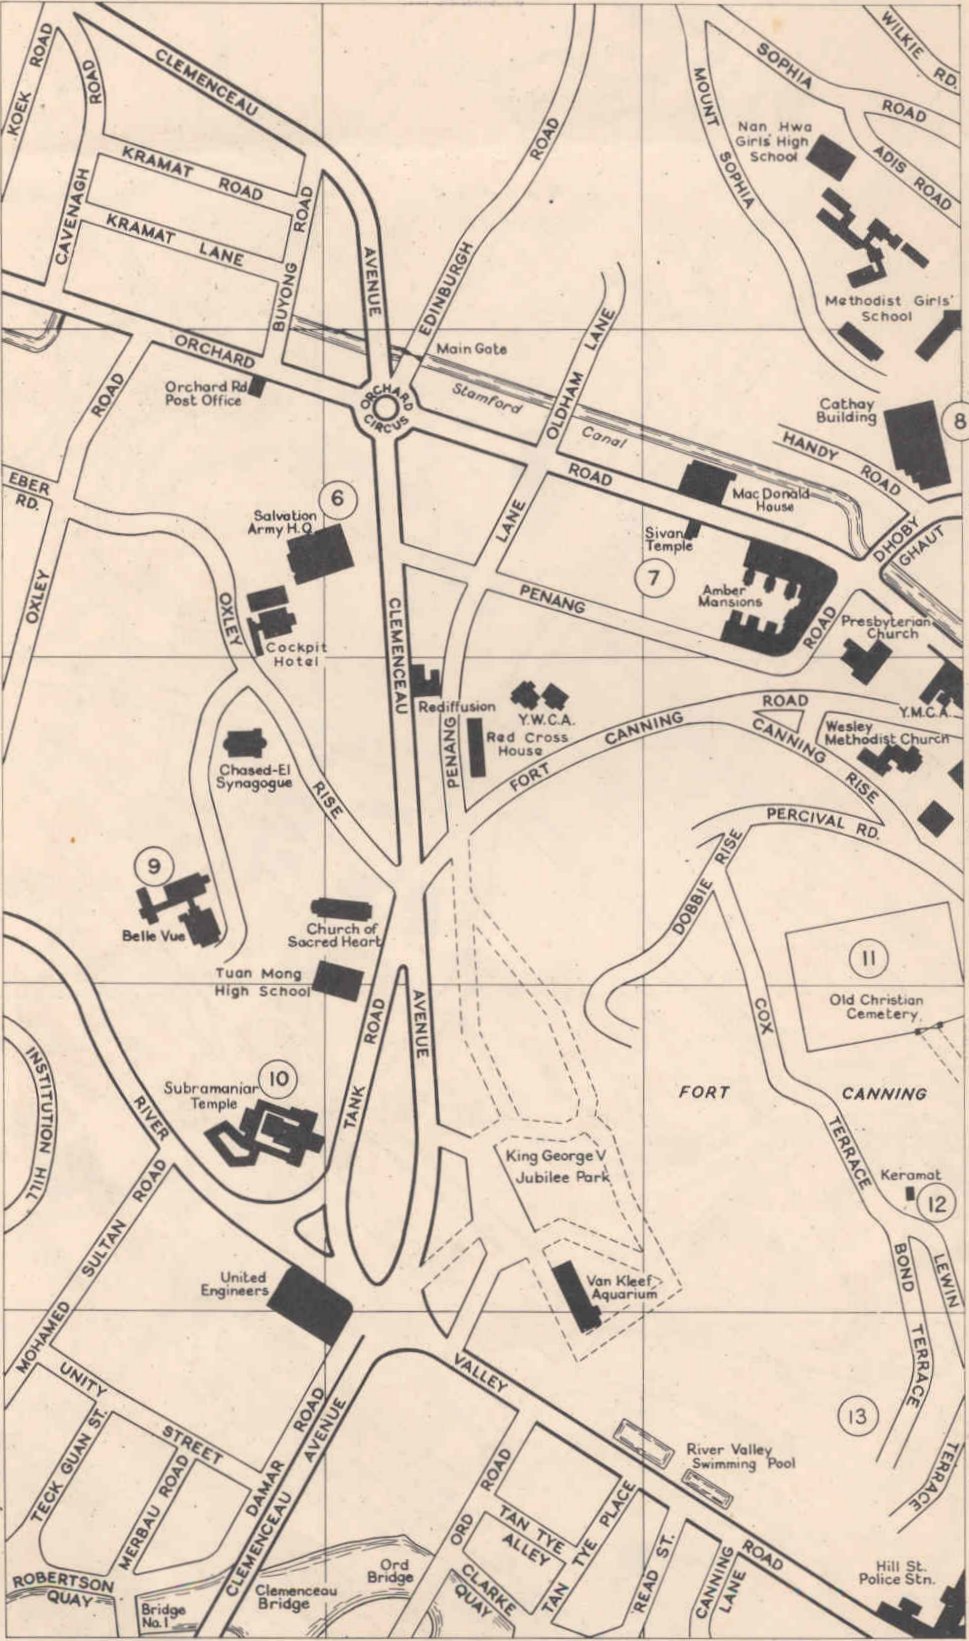 KOEK ROAD
ROAD
CLEMENCEAU
SOPHIA
WILKIE RD.
ROAD
ADIS ROAD
MOUNT
SOPHIA
ROAD
Nan Hwa
Girls' High
School
KRAMAT ROAD
KRAMAT LANE
CAVENAGH
ROAD
BUYONG
AVENUE
EDINBURGH
Methodist Girls'
School
LANE
OLDHAM
ORCHARD
Main Gate
Orchard Rd
Post Office
ORCHARD
CIRCUS
Stamford
Canal
ROAD
Cathay
Building
8
HANDY ROAD
EBER
RD.
6
Salvation
Army H.Q.
ROAD
LANE
Mac Donald
House
Sivan
Temple
7
DHOBY
GHAUT
Amber
Mansions
PENANG
ROAD
Presbyterian
Church
OXLEY
OXLEY
Cockpit
Hotel
CLEMENCEAU
Rediffusion
Y.W.C.A.
Red Cross
House
PENANG
FORT CANNING
ROAD
Y.M.C.A.
Wesley
Methodist Church
CANNING
RISE
Chased-El
Synagogue
RISE
PERCIVAL RD.
DOBBIE RISE
9
Belle Vue
Church of
Sacred Heart
Tuan Mong
High School
ROAD
AVENUE
COX
11
Old Christian
Cemetery
FORT CANNING
INSTITUTION HILL
10
Subramaniar
Temple
TANK
RIVER
ROAD
TERRACE
King George V
Jubilee Park
Keramat
12
SULTAN
MOHAMED
United
Engineers
Van Kleef
Aquarium
BOND
TERRACE
LEWIN
TERRACE
13
VALLEY
UNITY
STREET
ROAD
DAMAR
AVENUE
CLEMENCEAU
TECK GUAN ST.
MERBAU ROAD
River Valley
Swimming Pool
ROAD
ORD
TAN TYE
ALLEY
TAN TYE PLACE
READ ST.
CANNING
LANE
ROAD
ROBERTSON
QUAY
Bridge
No.1
Clemenceau
Bridge
Ord
Bridge
CLARKE
QUAY
Hill St.
Police Stn.